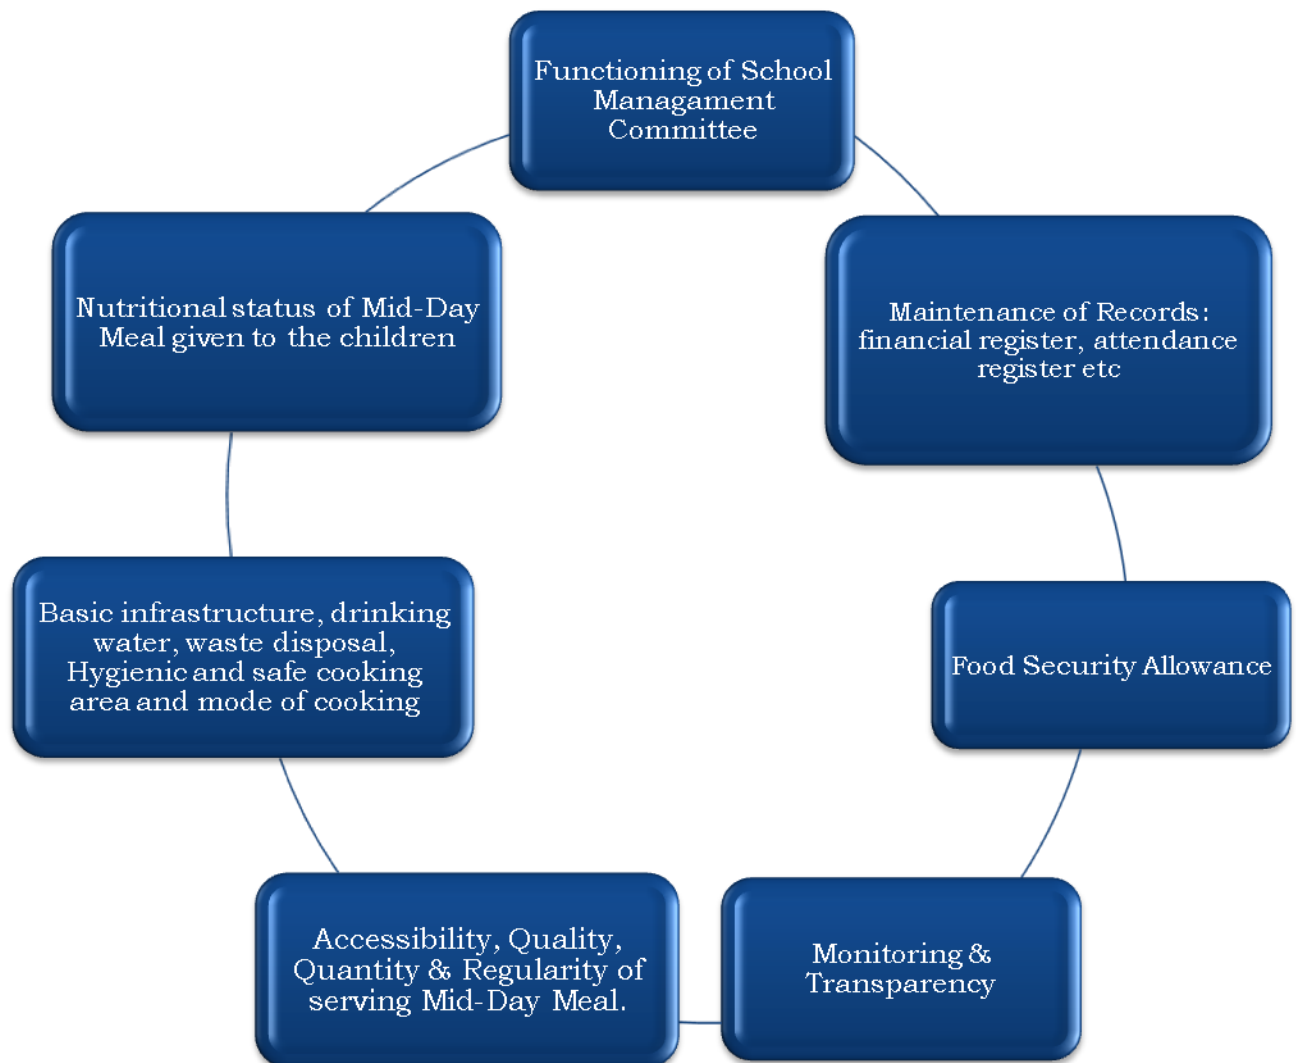 Functioning of School
Managament
Committee
Nutritional status of Mid-Day
Meal given to the children
Maintenance of Records:
financial register, attendance
register etc
Basic infrastructure, drinking
water, waste disposal,
Hygienic and safe cooking
area and mode of cooking
Food Security Allowance
Accessibility, Quality,
Quantity & Regularity of
serving Mid-Day Meal.
Monitoring &
Transparency